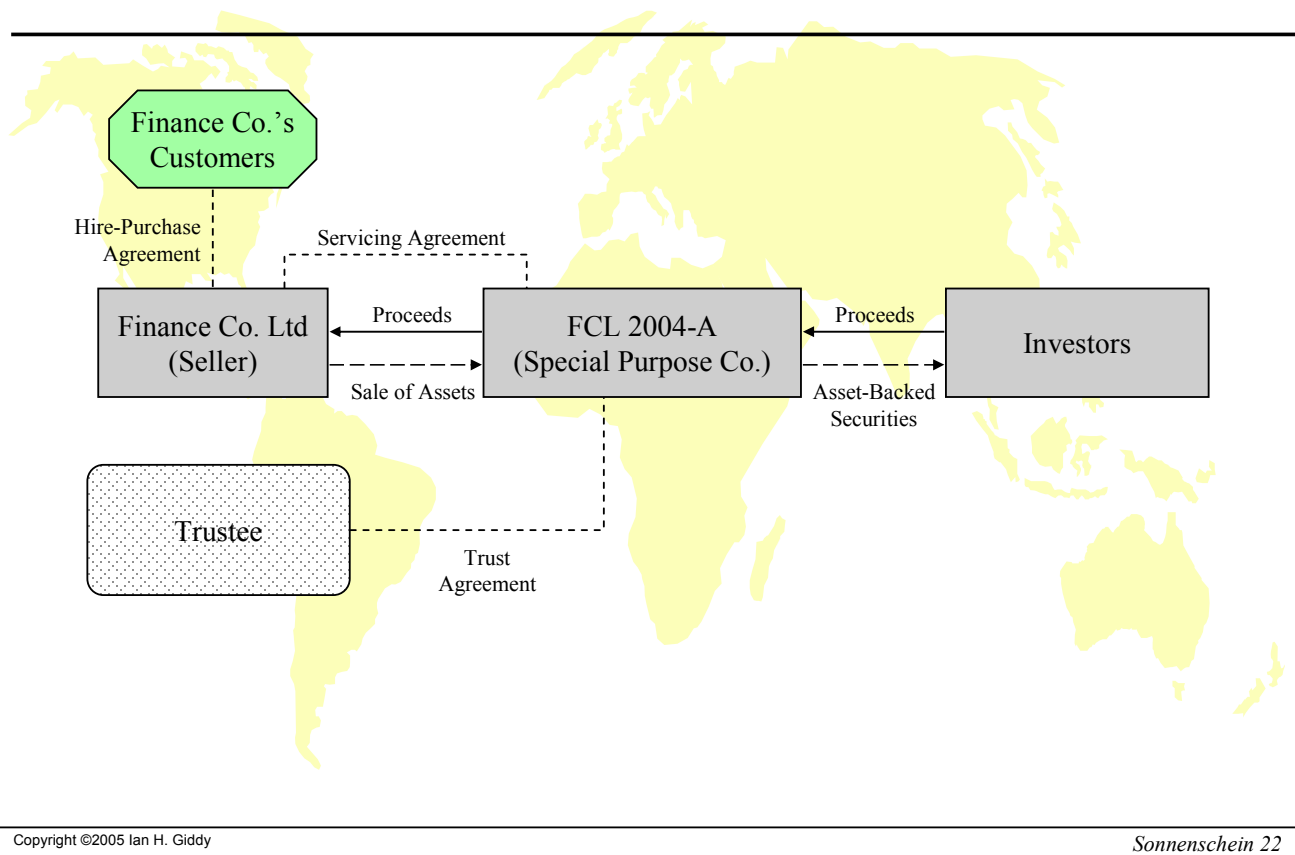 Finance Co.’s
Customers
Hire-Purchase
Agreement
Servicing Agreement
Finance Co. Ltd
(Seller)
Proceeds
Sale of Assets
FCL 2004-A
(Special Purpose Co.)
Proceeds
Asset-Backed
Securities
Investors
Trustee
Trust
Agreement
Copyright ©2005 Ian H. Giddy
Sonnenschein 22